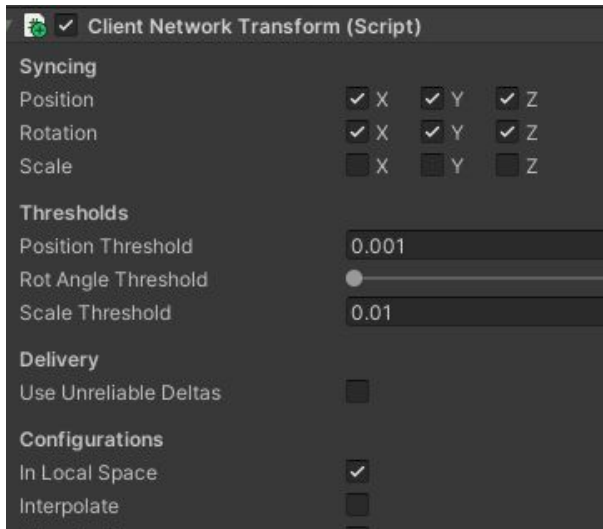 Client Network Transform (Script)
Syncing
Position X Y Z
Rotation X Y Z
Scale X Y Z
Thresholds
Position Threshold 0.001
Rot Angle Threshold
Scale Threshold 0.01
Delivery
Use Unreliable Deltas
Configurations
In Local Space
Interpolate